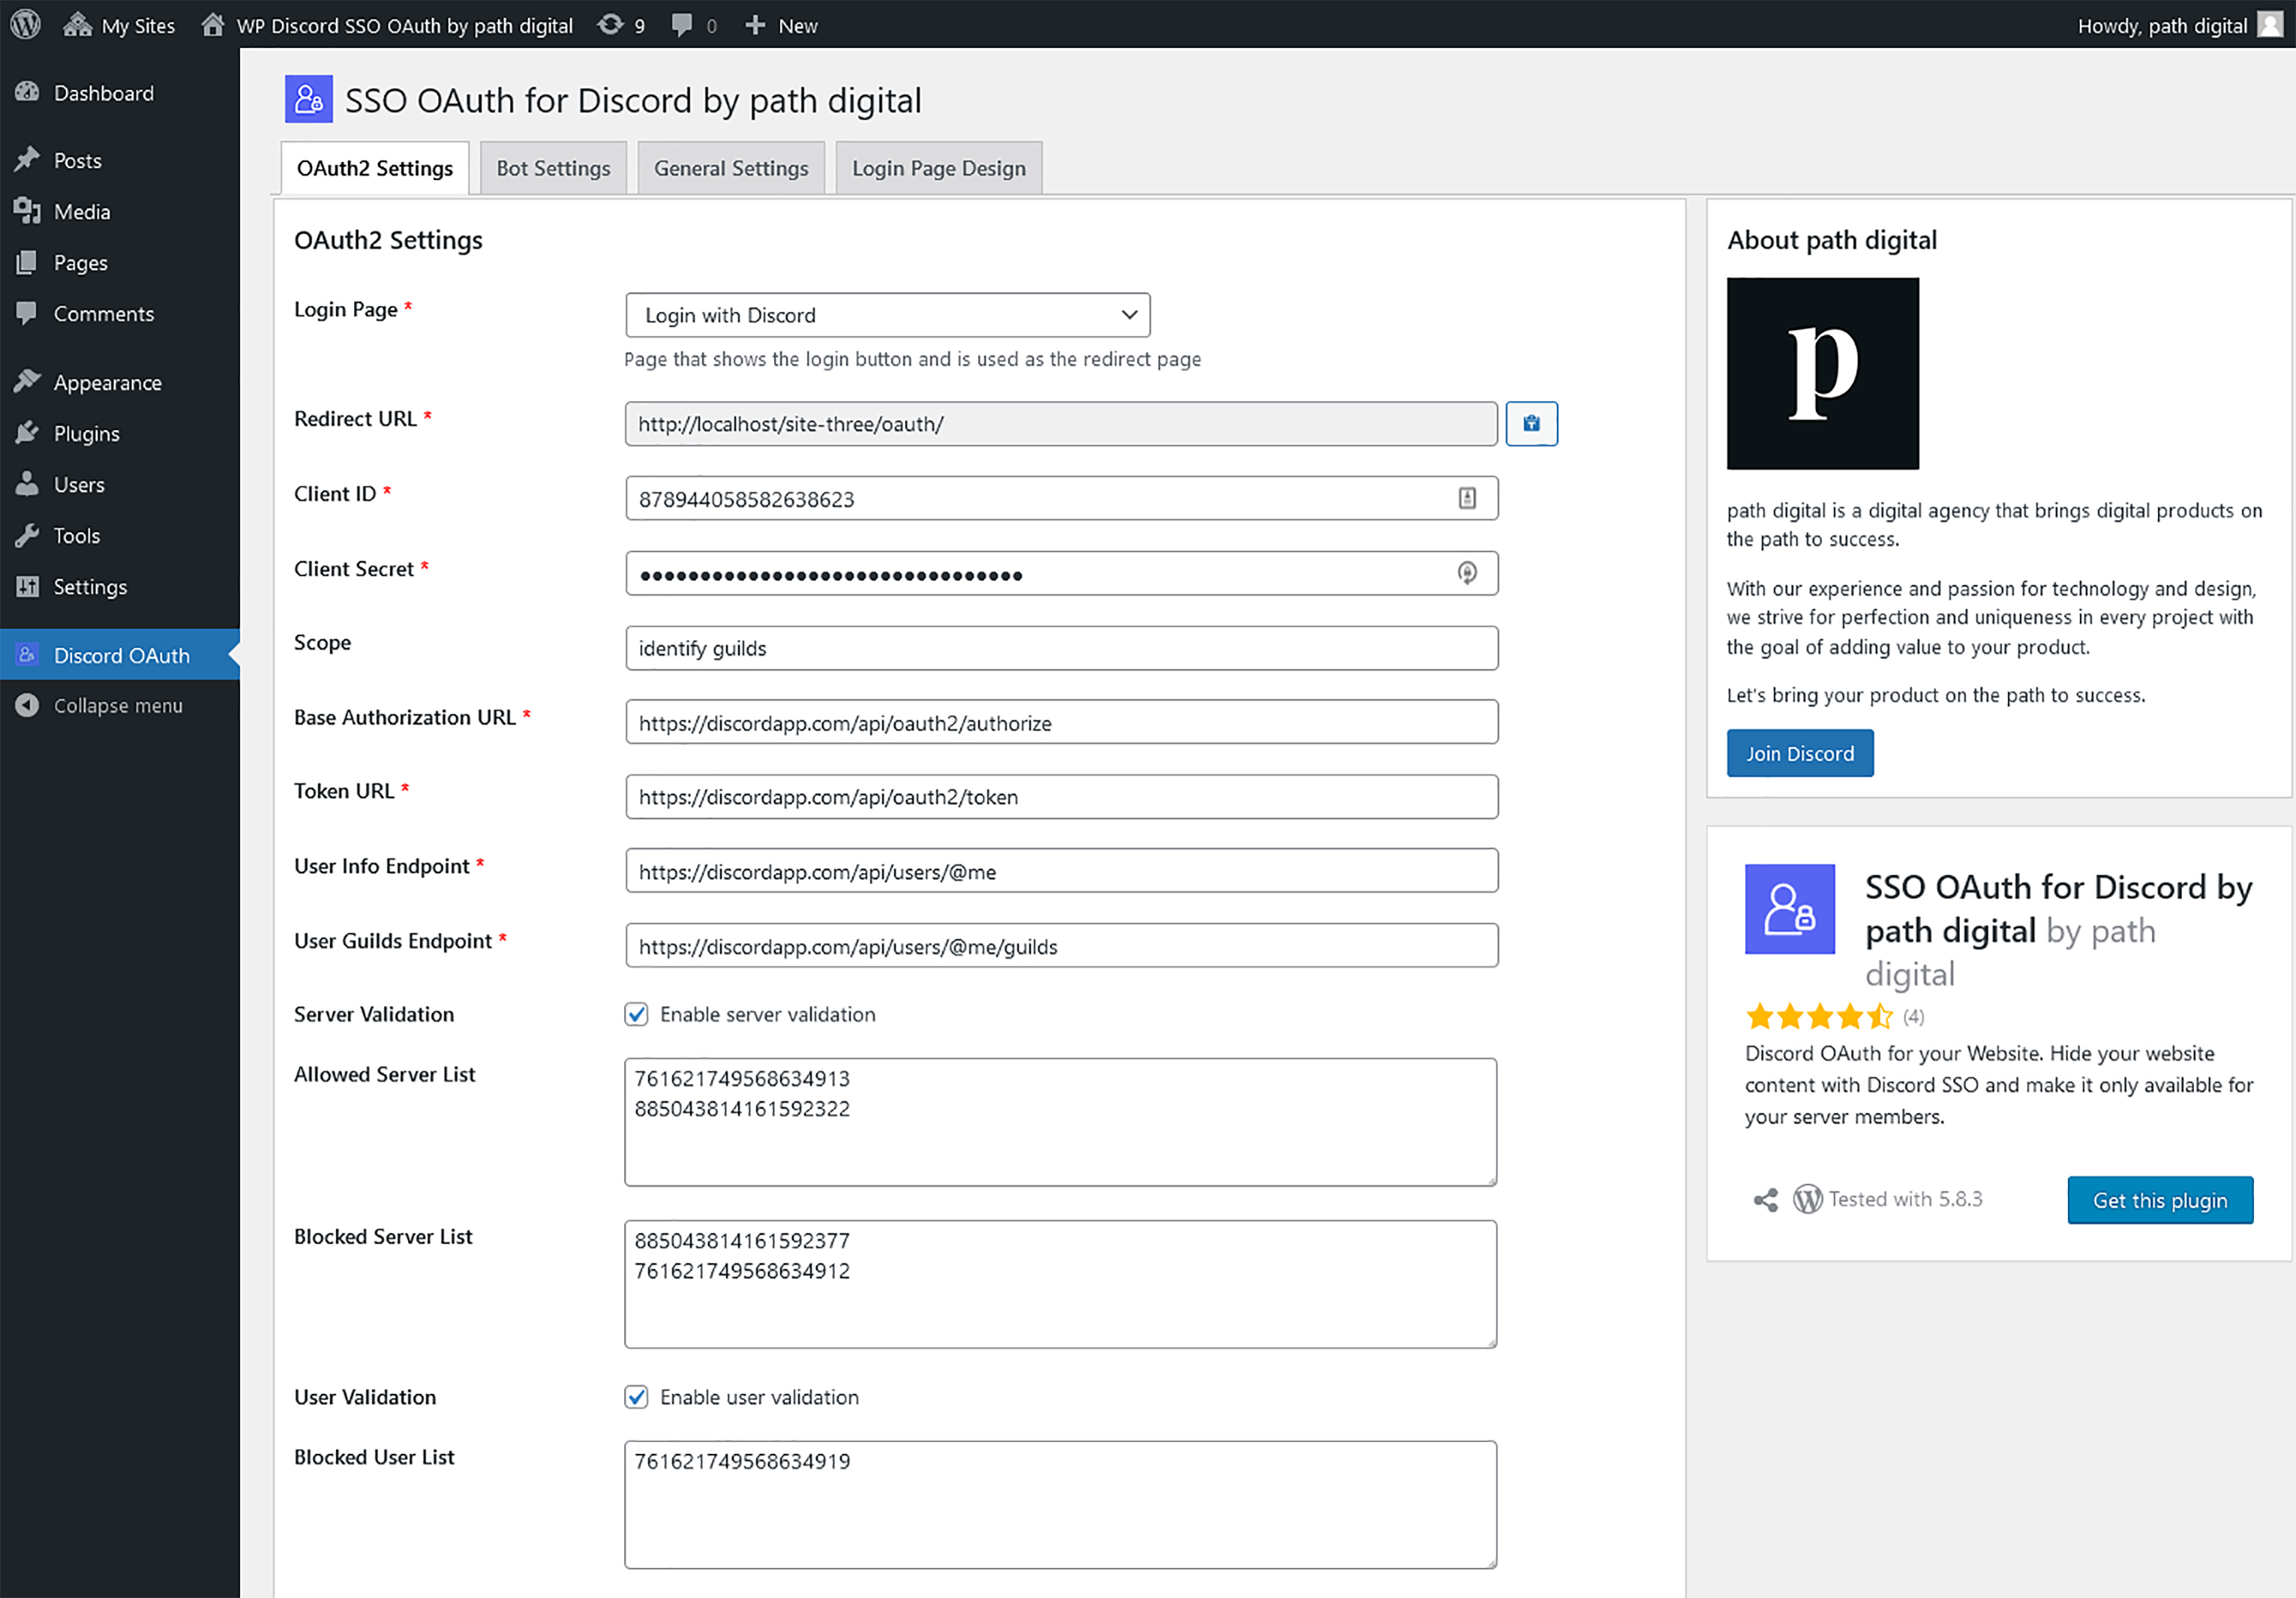 My Sites
WP Discord SSO OAuth by path digital
9
0
New
Howdy, path digital
Dashboard
Posts
Media
Pages
Comments
Appearance
Plugins
Users
Tools
Settings
Discord OAuth
Collapse menu
SSO OAuth for Discord by path digital
OAuth2 Settings
Bot Settings
General Settings
Login Page Design
OAuth2 Settings
Login Page *
Login with Discord
Page that shows the login button and is used as the redirect page
Redirect URL *
http://localhost/site-three/oauth/
Client ID *
878944058582638623
Client Secret *
••••••••••••••••••••••••••••••••
Scope
identify guilds
Base Authorization URL *
https://discordapp.com/api/oauth2/authorize
Token URL *
https://discordapp.com/api/oauth2/token
User Info Endpoint *
https://discordapp.com/api/users/@me
User Guilds Endpoint *
https://discordapp.com/api/users/@me/guilds
Server Validation
Enable server validation
Allowed Server List
761621749568634913
885043814161592322
Blocked Server List
885043814161592377
761621749568634912
User Validation
Enable user validation
Blocked User List
761621749568634919
About path digital
p
path digital is a digital agency that brings digital products on
the path to success.
With our experience and passion for technology and design,
we strive for perfection and uniqueness in every project with
the goal of adding value to your product.
Let's bring your product on the path to success.
Join Discord
SSO OAuth for Discord by
path digital by path
digital
(4)
Discord OAuth for your Website. Hide your website
content with Discord SSO and make it only available for
your server members.
Tested with 5.8.3
Get this plugin